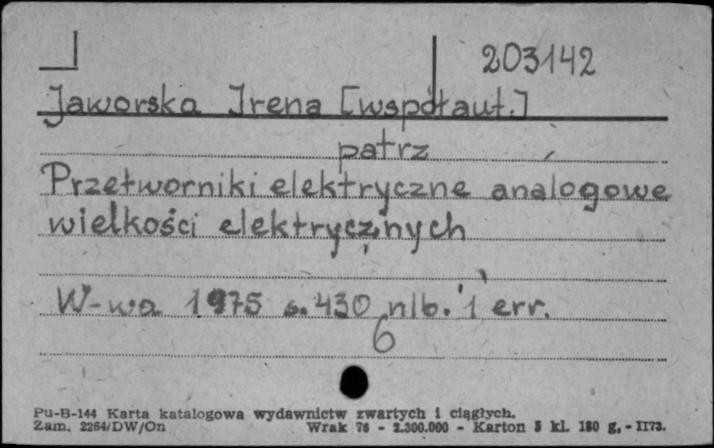 203142
Jaworska Irena [współaut.]
patrz
Przetworniki elektryczne analogowe
wielkości elektrycznych
W-wa 1975 s. 430 nlb. 1 err.
6
Pu-B-144 Karta katalogowa wydawnictw zwartych i ciągłych.
Zam. 2264/DW/On Wrak 76 - 2.300.000 - Karton 5 kl. 180 g, - II73.